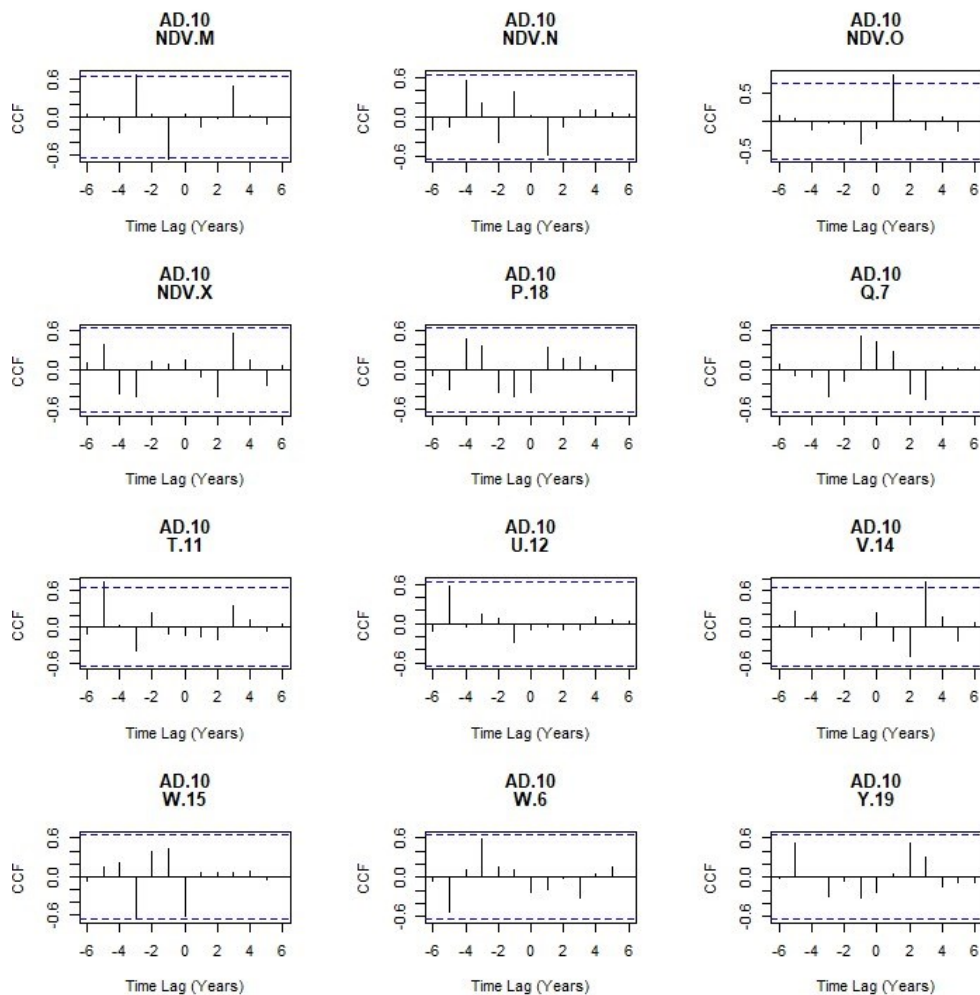 AD.10
NDV.M
CCF
-0.6 0.0 0.6
-6 -4 -2 0 2 4 6
Time Lag (Years)
AD.10
NDV.N
CCF
-0.6 0.0 0.6
-6 -4 -2 0 2 4 6
Time Lag (Years)
AD.10
NDV.O
CCF
-0.5 0.5
-6 -4 -2 0 2 4 6
Time Lag (Years)
AD.10
NDV.X
CCF
-0.6 0.0 0.6
-6 -4 -2 0 2 4 6
Time Lag (Years)
AD.10
P.18
CCF
-0.6 0.0 0.6
-6 -4 -2 0 2 4 6
Time Lag (Years)
AD.10
Q.7
CCF
-0.6 0.0 0.6
-6 -4 -2 0 2 4 6
Time Lag (Years)
AD.10
T.11
CCF
-0.6 0.0 0.6
-6 -4 -2 0 2 4 6
Time Lag (Years)
AD.10
U.12
CCF
-0.6 0.0 0.6
-6 -4 -2 0 2 4 6
Time Lag (Years)
AD.10
V.14
CCF
-0.6 0.0 0.6
-6 -4 -2 0 2 4 6
Time Lag (Years)
AD.10
W.15
CCF
-0.6 0.0 0.6
-6 -4 -2 0 2 4 6
Time Lag (Years)
AD.10
W.6
CCF
-0.6 0.0 0.6
-6 -4 -2 0 2 4 6
Time Lag (Years)
AD.10
Y.19
CCF
-0.6 0.0 0.6
-6 -4 -2 0 2 4 6
Time Lag (Years)